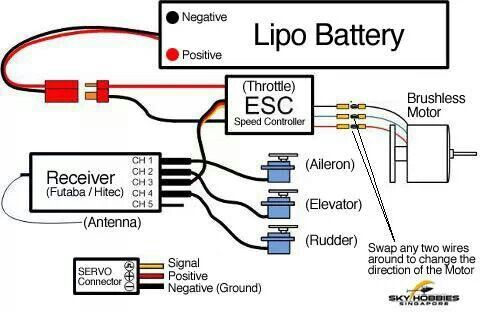 Negative
Positive
Lipo Battery
(Throttle)
ESC
Speed Controller
Brushless
Motor
Receiver
(Futaba / Hitec)
CH 1
CH 2
CH 3
CH 4
CH 5
(Antenna)
(Aileron)
(Elevator)
(Rudder)
Swap any two wires
around to change the
direction of the Motor
SERVO
Connector
Signal
Positive
Negative (Ground)
SKY HOBBIES
SINGAPORE